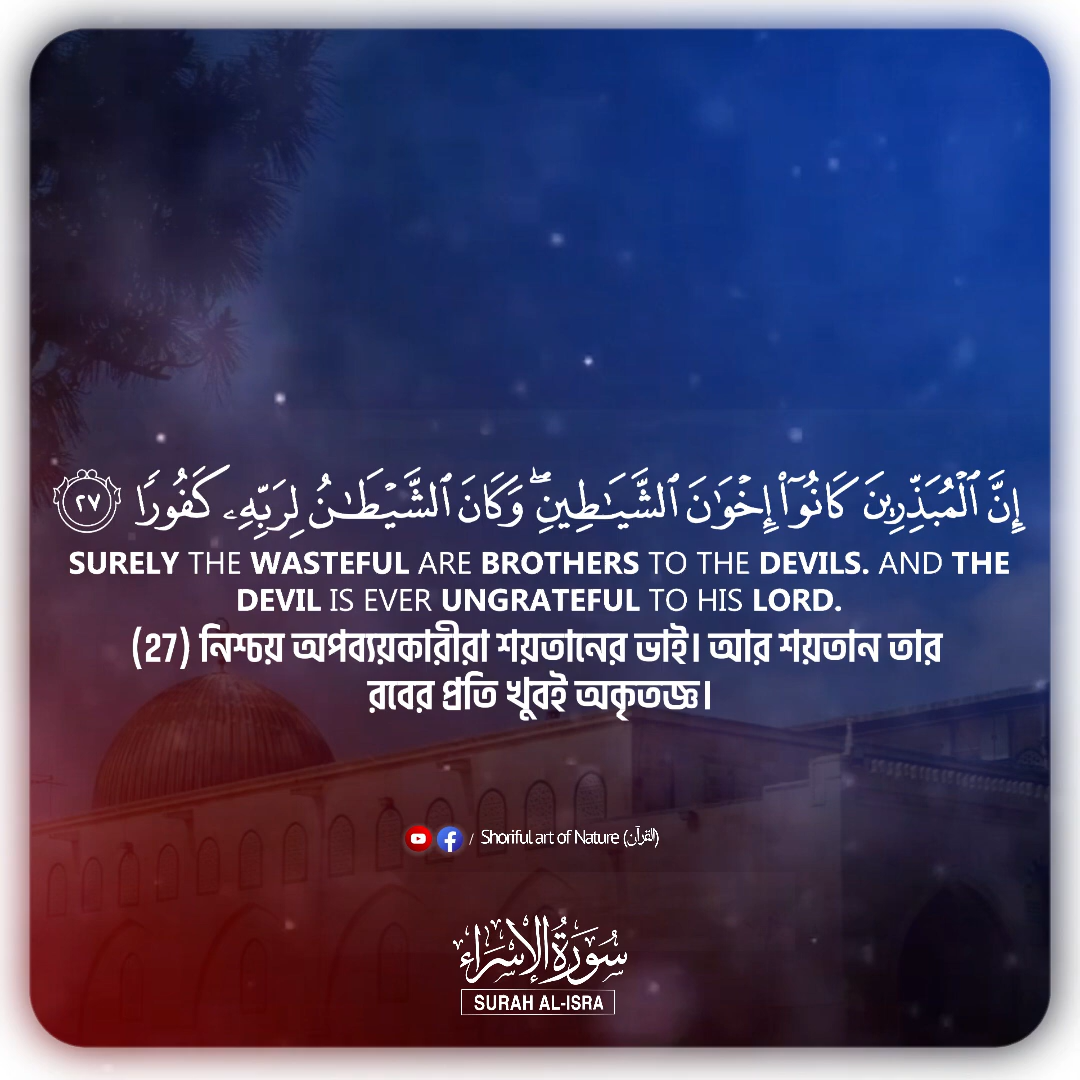 إِنَّ ٱلْمُبَذِّرِينَ كَانُوٓا۟ إِخْوَٰنَ ٱلشَّيَـٰطِينِ ۖ وَكَانَ ٱلشَّيْطَـٰنُ لِرَبِّهِۦ كَفُورًا ٢٧
SURELY THE WASTEFUL ARE BROTHERS TO THE DEVILS. AND THE
DEVIL IS EVER UNGRATEFUL TO HIS LORD.
(27) নিশ্চয় অপব্যয়কারীরা শয়তানের ভাই। আর শয়তান তার
রবের প্রতি খুবই অকৃতজ্ঞ।
/ Shoriful art of Nature (القرآن)
سُورَةُ الإِسْرَاء
SURAH AL-ISRA